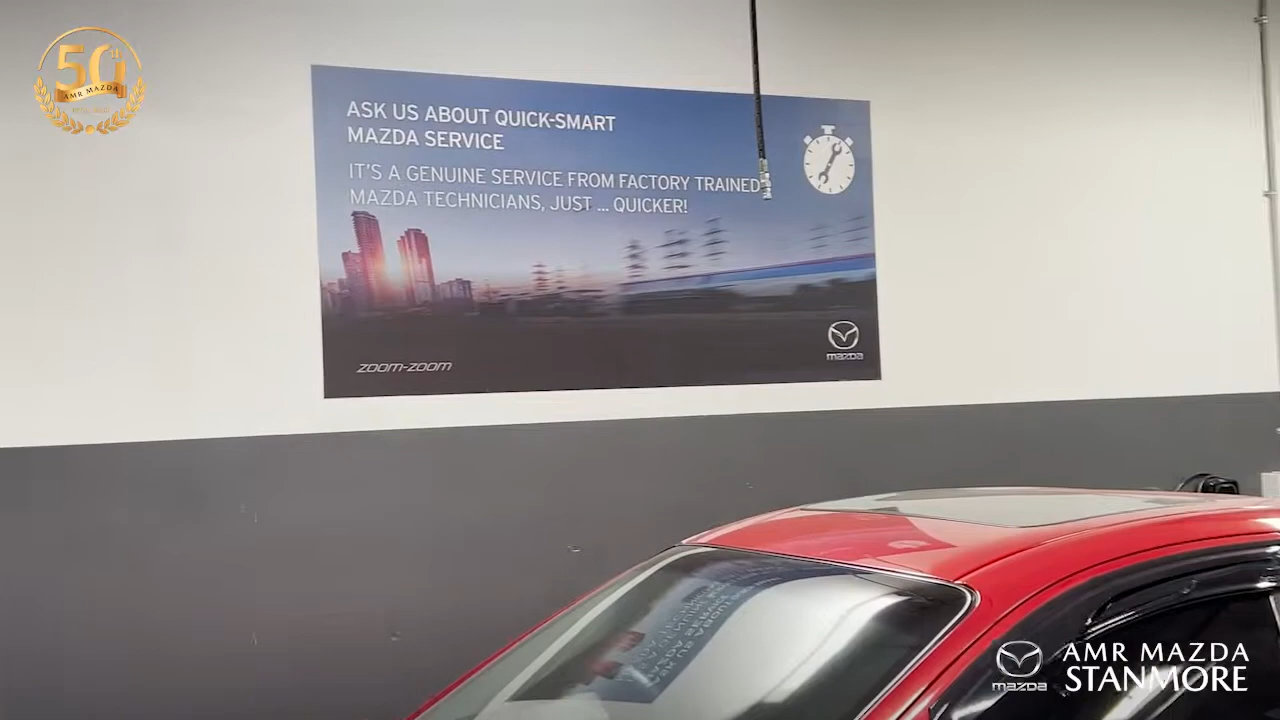 50
AMR MAZDA
ASK US ABOUT QUICK-SMART
MAZDA SERVICE
IT'S A GENUINE SERVICE FROM FACTORY TRAINED
MAZDA TECHNICIANS, JUST ... QUICKER!
zoom-zoom
mazda
mazda
AMR MAZDA
STANMORE